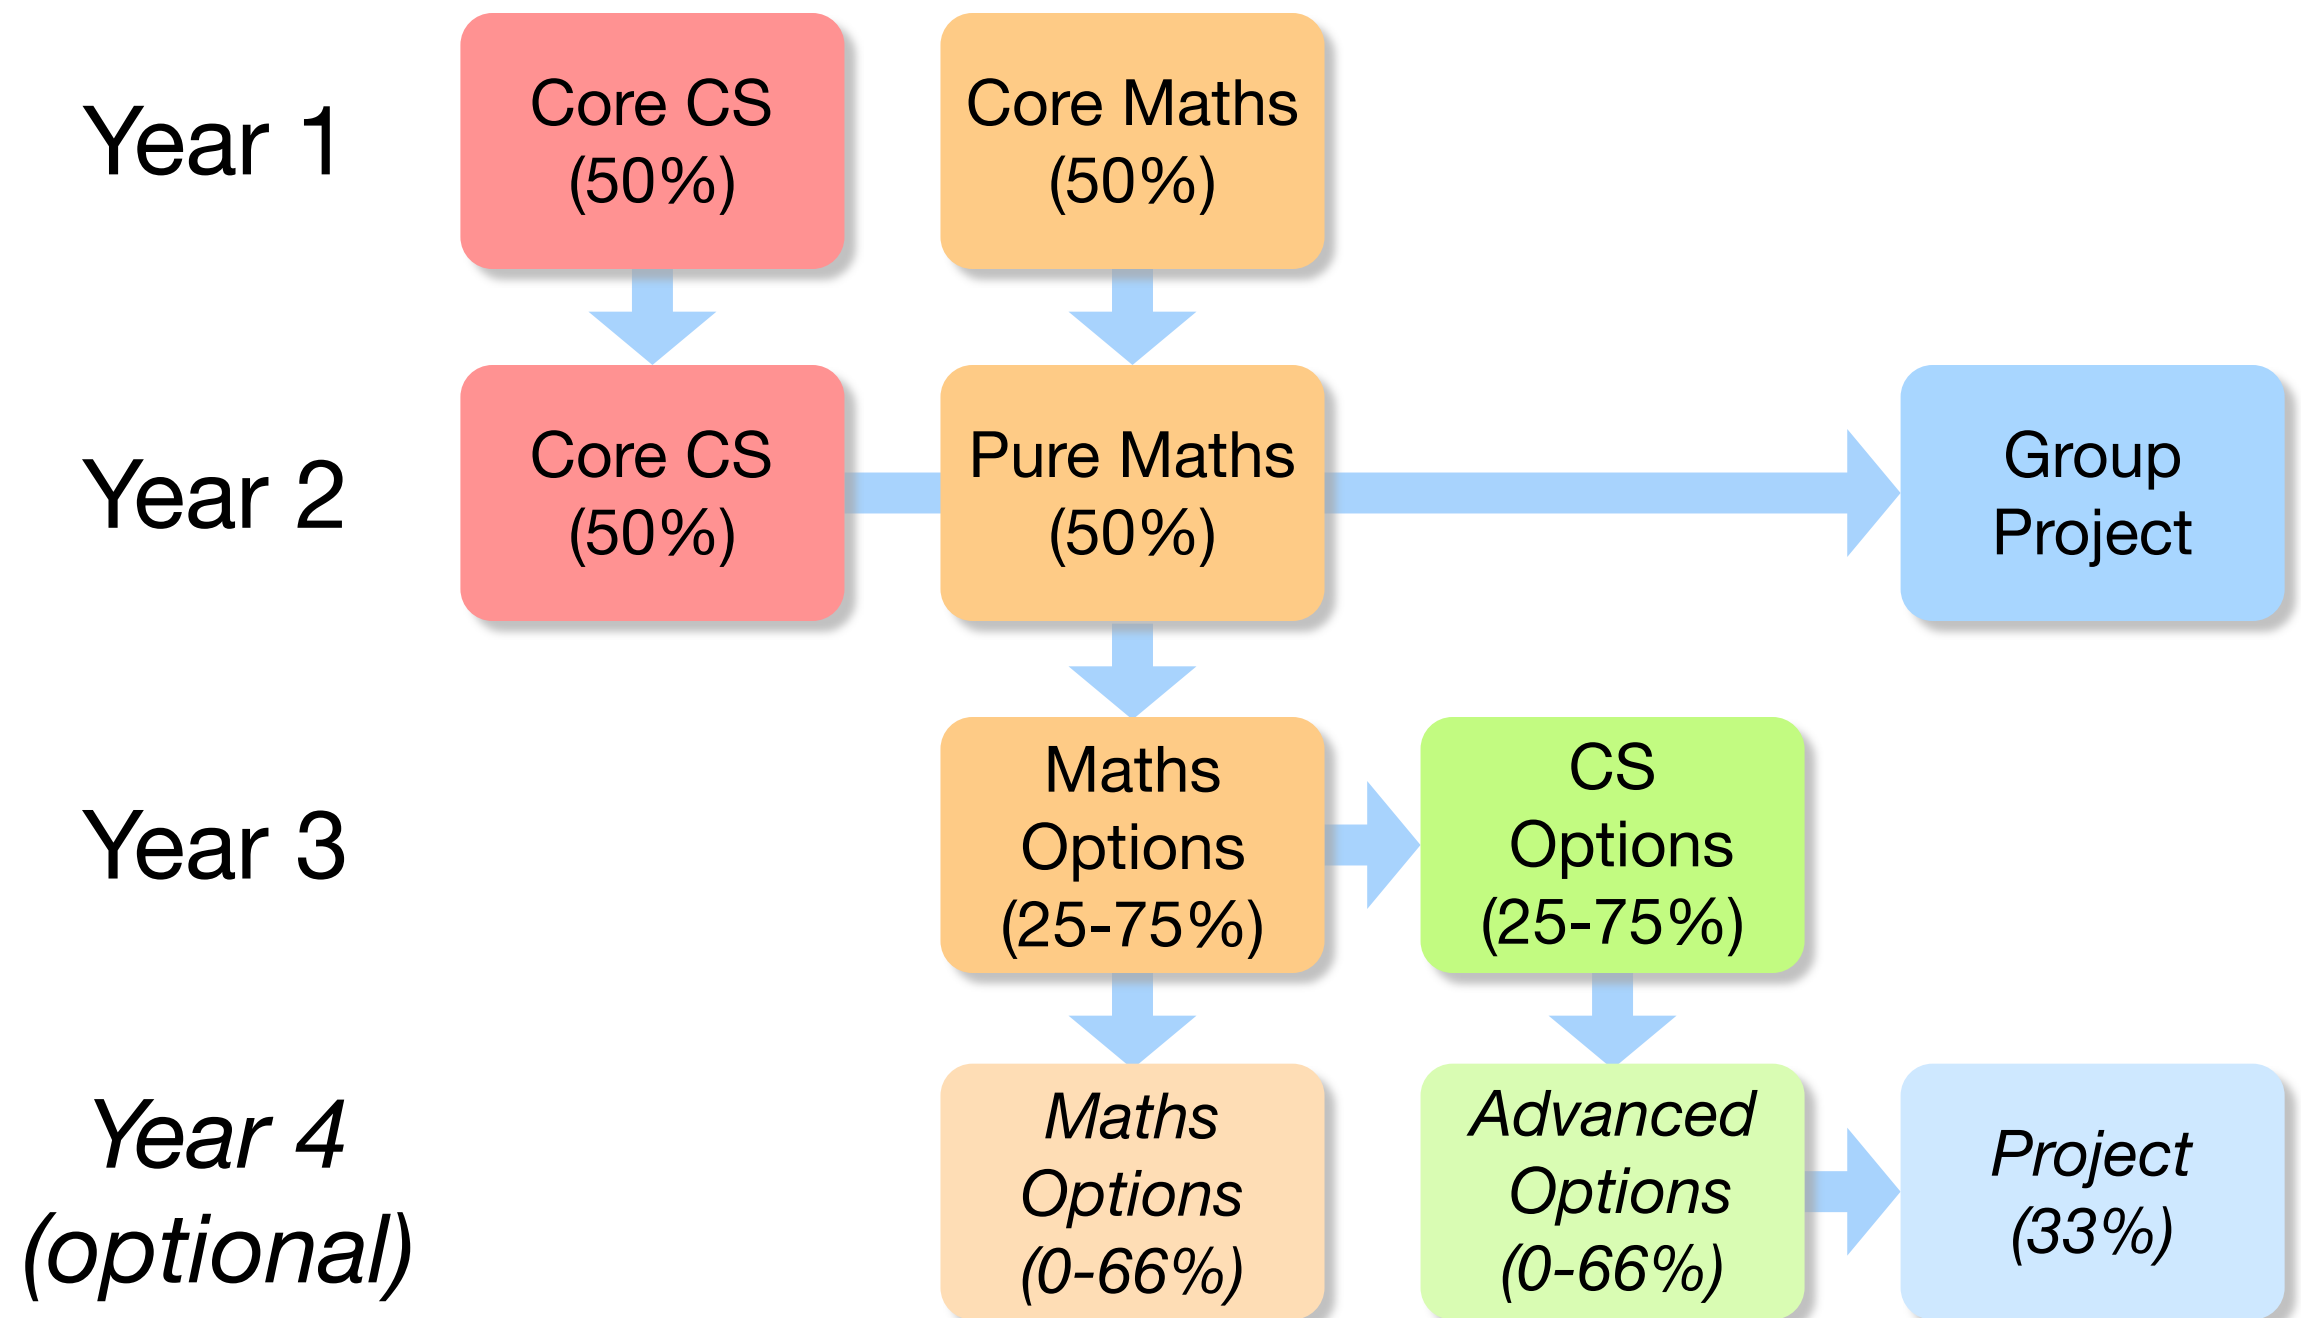 Year 1
Core CS
(50%)
Core Maths
(50%)
Year 2
Core CS
(50%)
Pure Maths
(50%)
Group
Project
Year 3
Maths
Options
(25-75%)
CS
Options
(25-75%)
Year 4
(optional)
Maths
Options
(0-66%)
Advanced
Options
(0-66%)
Project
(33%)